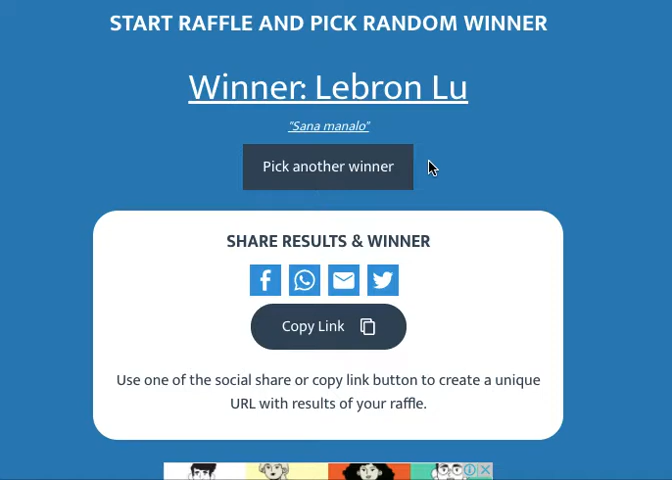 START RAFFLE AND PICK RANDOM WINNER
Winner: Lebron Lu
"Sana manalo"
Pick another winner
SHARE RESULTS & WINNER
Copy Link
Use one of the social share or copy link button to create a unique
URL with results of your raffle.